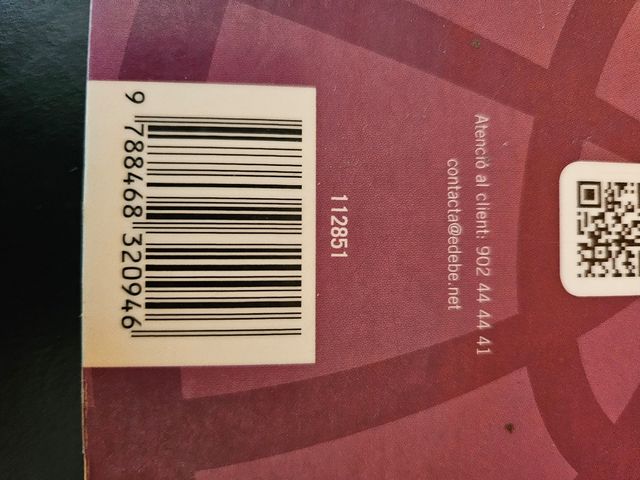 Atenció al client: 902 44 44 41
contacta@edebe.net
112851
9 788468 320946